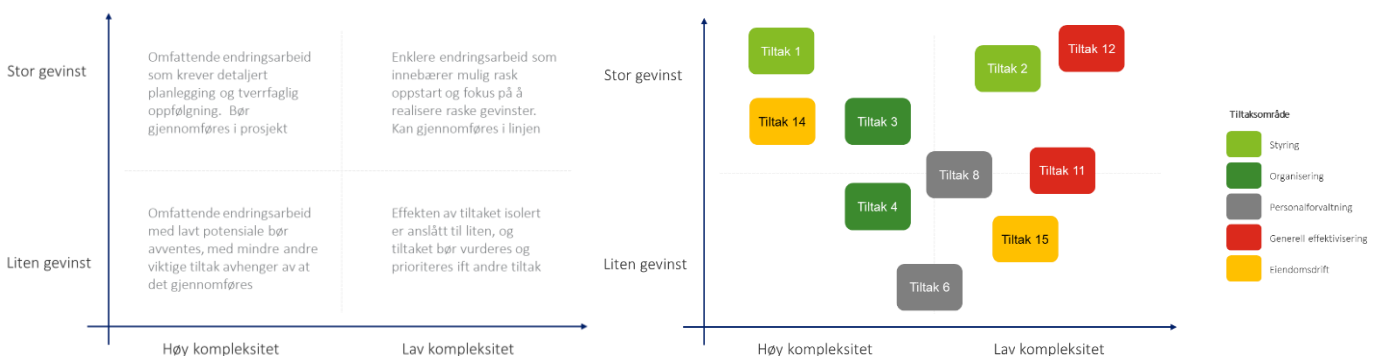 Stor gevinst
Omfattende endringsarbeid
som krever detaljert
planlegging og tverrfaglig
oppfølgning.  Bør
gjennomføres i prosjekt
Enklere endringsarbeid som
innebærer mulig rask
oppstart og fokus på å
realisere raske gevinster.
Kan gjennomføres i linjen
Liten gevinst
Omfattende endringsarbeid
med lavt potensiale bør
avventes, med mindre andre
viktige tiltak avhenger av at
det gjennomføres
Effekten av tiltaket isolert
er anslått til liten, og
tiltaket bør vurderes og
prioriteres ift andre tiltak
Høy kompleksitet
Lav kompleksitet
Stor gevinst
Tiltak 1
Tiltak 2
Tiltak 12
Tiltak 14
Tiltak 3
Tiltak 8
Tiltak 11
Tiltak 4
Tiltak 15
Liten gevinst
Tiltak 6
Høy kompleksitet
Lav kompleksitet
Tiltaksområde
Styring
Organisering
Personalforvaltning
Generell effektivisering
Eiendomsdrift